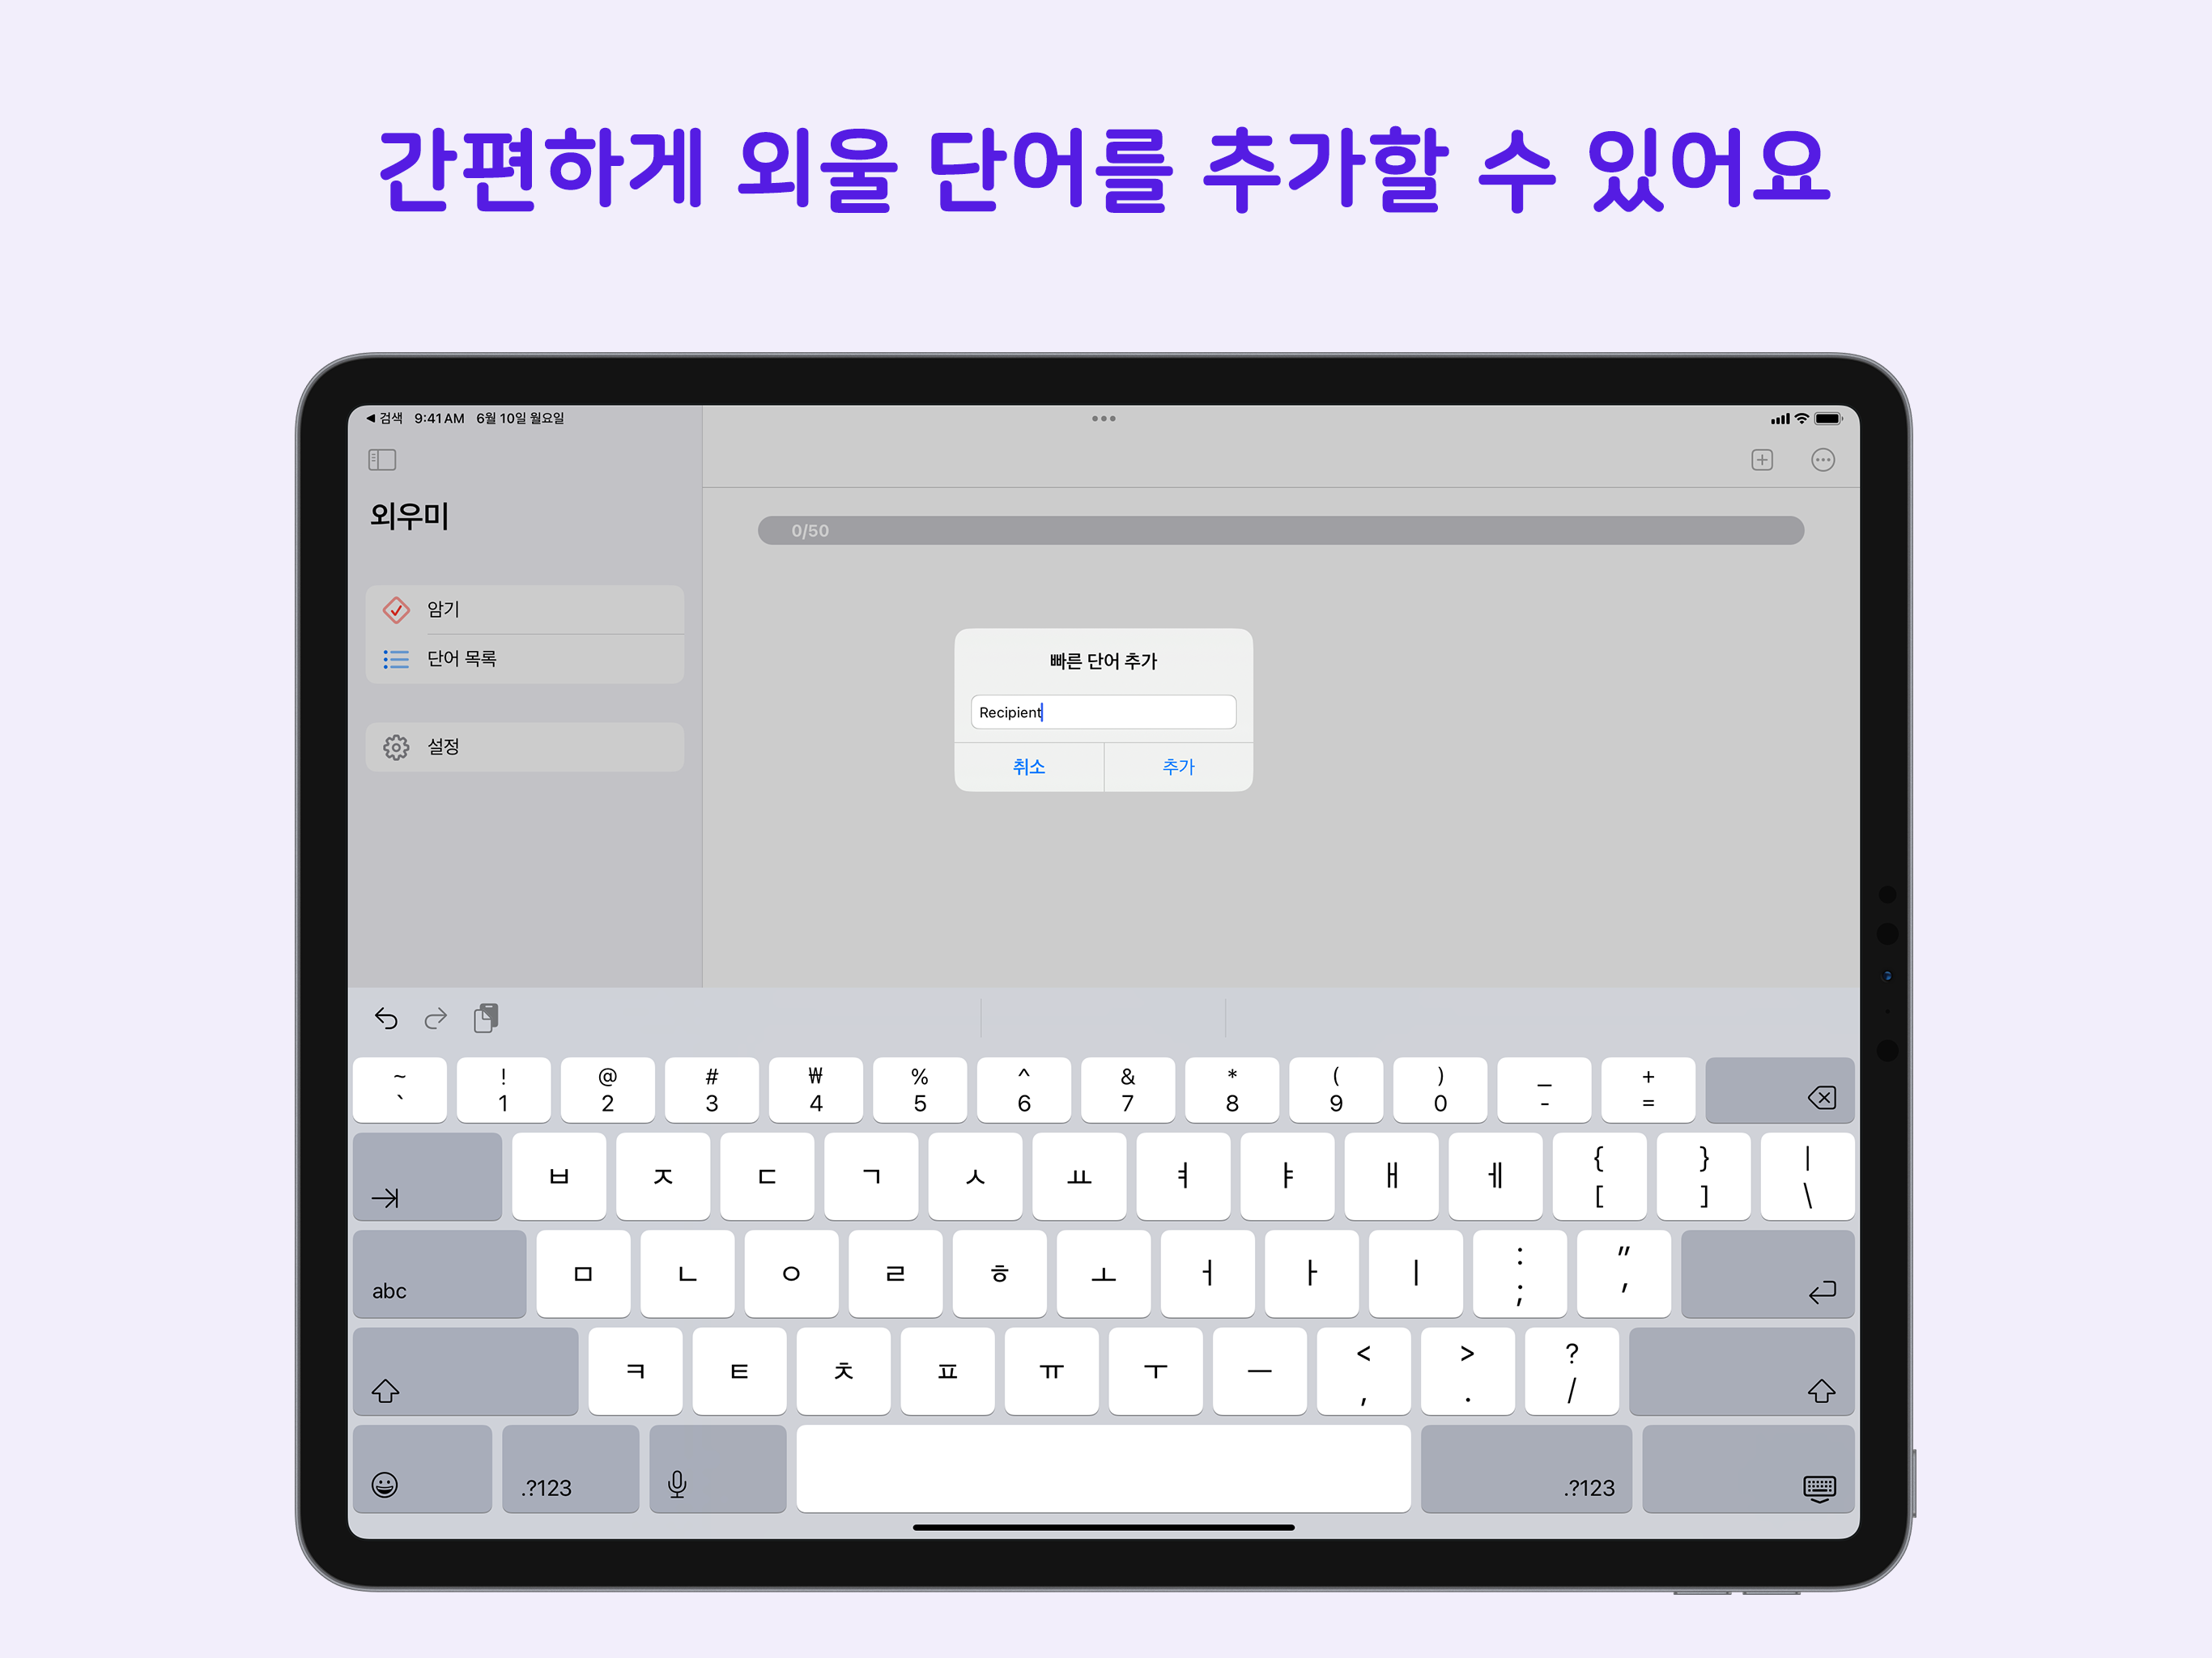 간편하게 외울 단어를 추가할 수 있어요
◀ 검색 9:41 AM 6월 10일 월요일
외우미
0/50
암기
단어 목록
설정
빠른 단어 추가
Recipient
취소 추가
~ ! @ # ₩ % ^ & * ( ) _ +
` 1 2 3 4 5 6 7 8 9 0 - =
ㅂ ㅈ ㄷ ㄱ ㅅ ㅛ ㅕ ㅑ ㅐ ㅔ { } |
[ ] \
abc ㅁ ㄴ ㅇ ㄹ ㅎ ㅗ ㅓ ㅏ ㅣ : "
; '
ㅋ ㅌ ㅊ ㅍ ㅠ ㅜ ㅡ < > ?
, . /
.?123 .?123